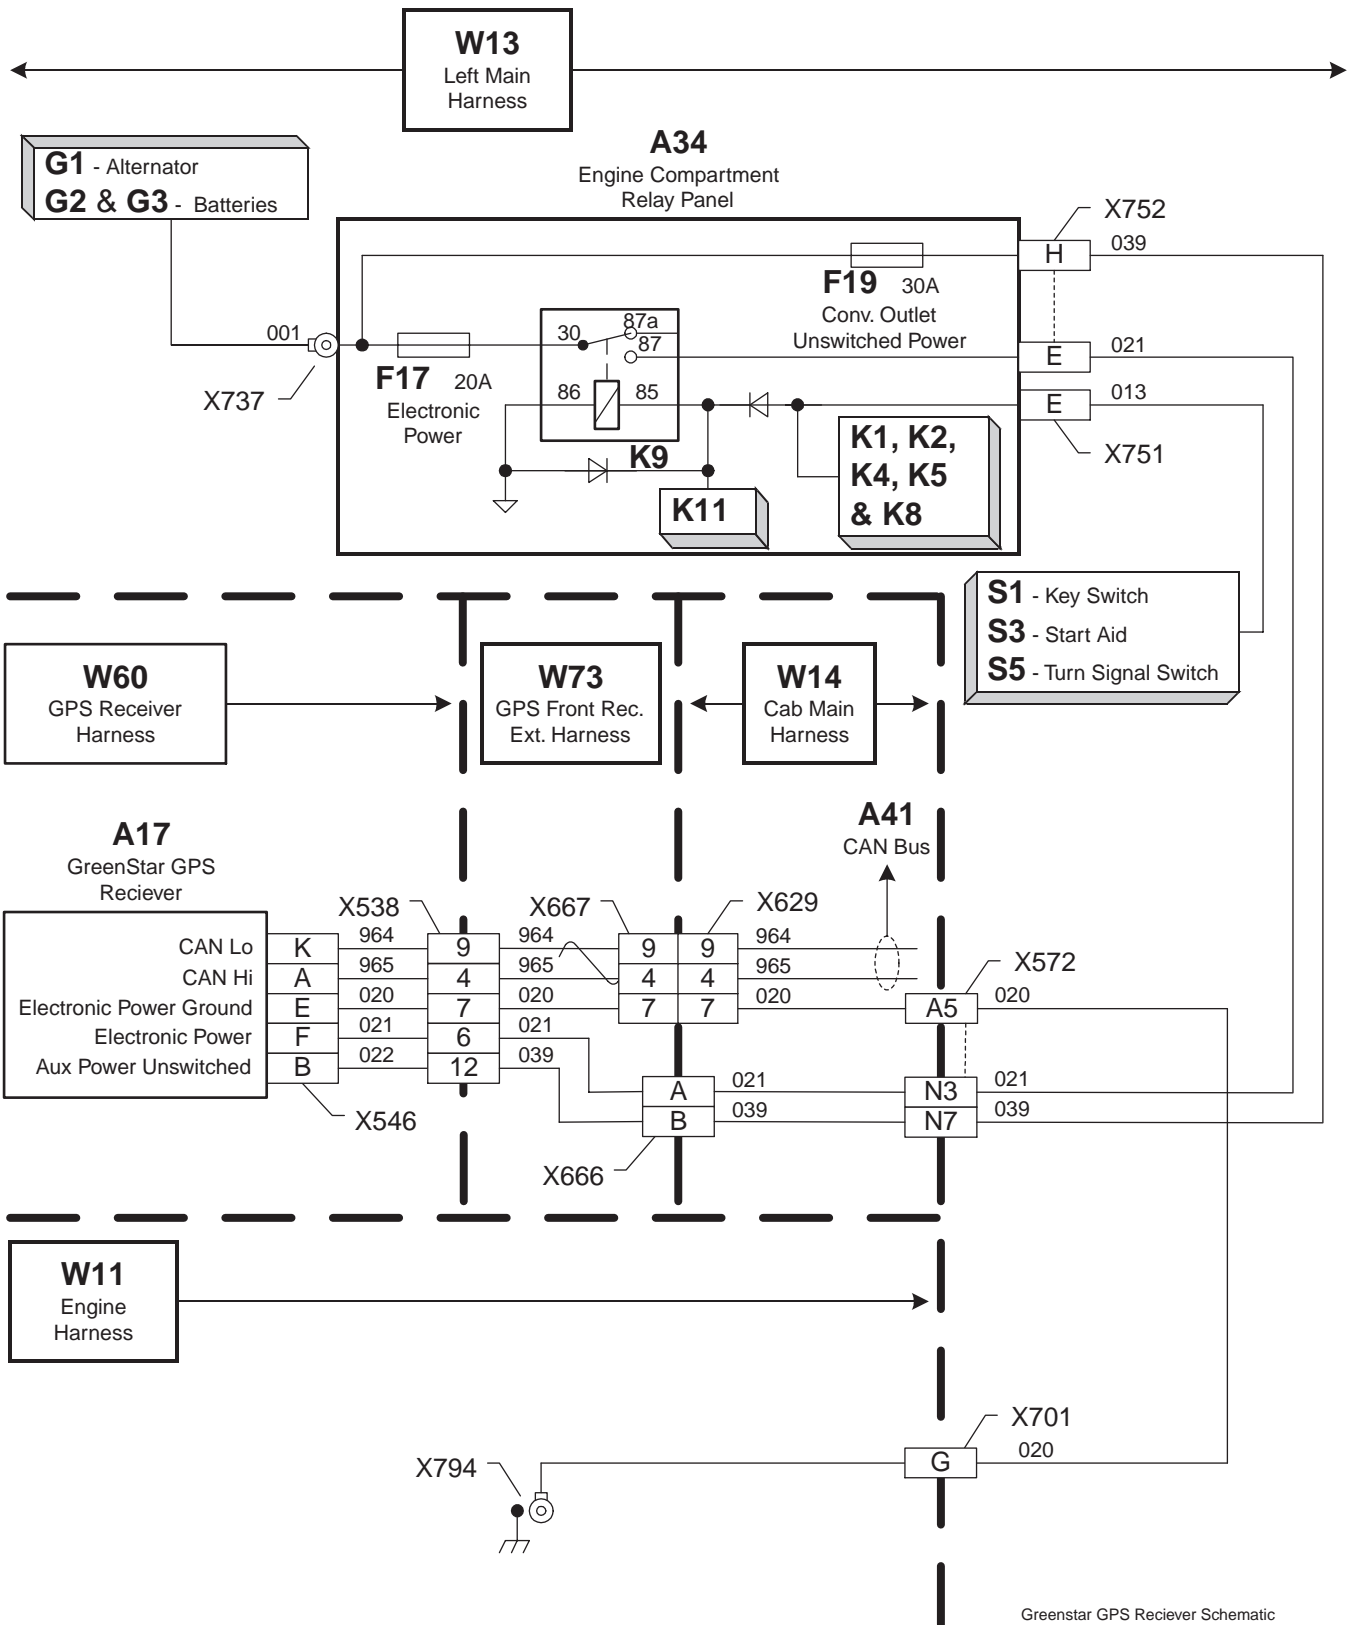 W13
Left Main
Harness
G1 - Alternator
G2 & G3 - Batteries
A34
Engine Compartment
Relay Panel
X752
H
039
F19 30A
Conv. Outlet
Unswitched Power
001
X737
F17 20A
Electronic
Power
30
87a
87
86
85
K9
E
021
E
013
X751
K11
K1, K2,
K4, K5
& K8
S1 - Key Switch
S3 - Start Aid
S5 - Turn Signal Switch
W60
GPS Receiver
Harness
W73
GPS Front Rec.
Ext. Harness
W14
Cab Main
Harness
A17
GreenStar GPS
Reciever
A41
CAN Bus
X538
X667
X629
CAN Lo K 964 9 964 9 9 964
CAN Hi A 965 4 965 4 4 965
X572
Electronic Power Ground E 020 7 020 7 7 020 A5 020
Electronic Power F 021 6 021
Aux Power Unswitched B 022 12 039
A 021 N3 021
B 039 N7 039
X546
X666
W11
Engine
Harness
X701
G
020
X794
Greenstar GPS Reciever Schematic